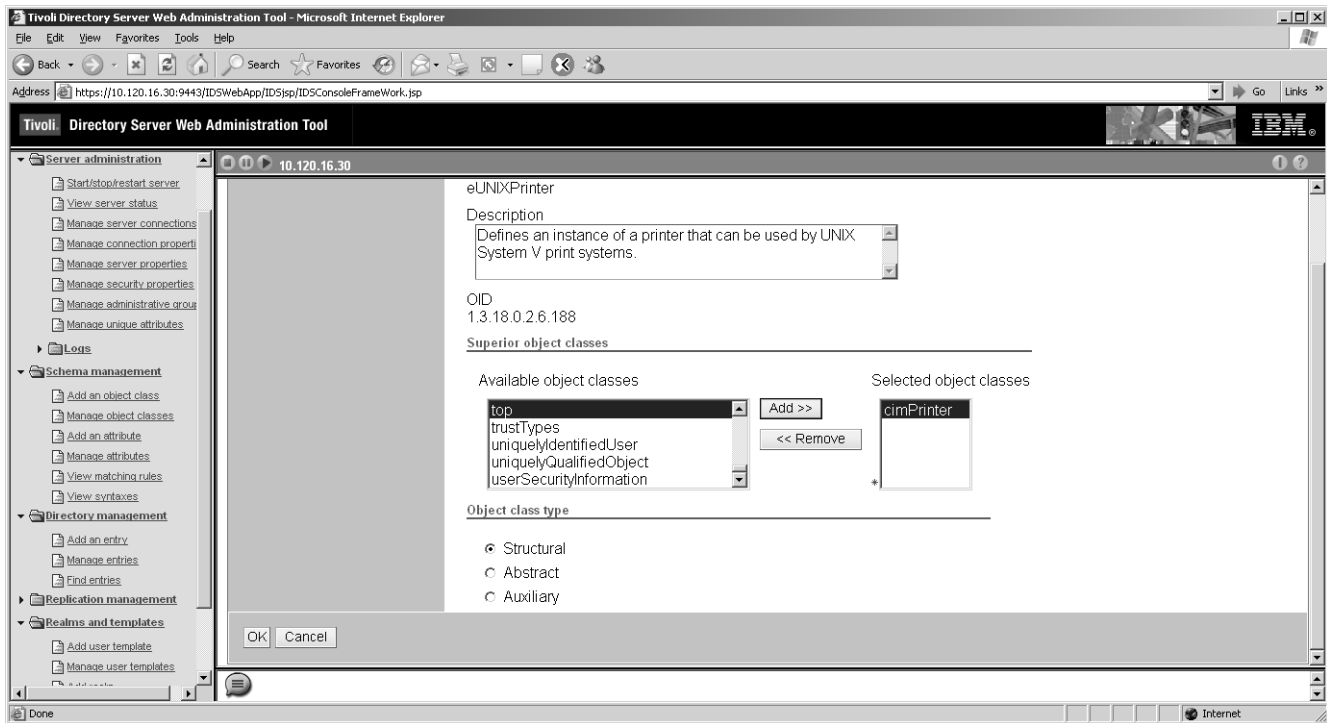 Tivoli Directory Server Web Administration Tool - Microsoft Internet Explorer
File Edit View Favorites Tools Help
Back Search Favorites
Address https://10.120.16.30:9443/IDSWebApp/IDSjsp/IDSConsoleFrameWork.jsp Go Links »
Tivoli. Directory Server Web Administration Tool IBM.
10.120.16.30
Server administration
Start/stop/restart server
View server status
Manage server connections
Manage connection properti
Manage server properties
Manage security properties
Manage administrative group
Manage unique attributes
Logs
Schema management
Add an object class
Manage object classes
Add an attribute
Manage attributes
View matching rules
View syntaxes
Directory management
Add an entry
Manage entries
Find entries
Replication management
Realms and templates
Add user template
Manage user templates
eUNIXPrinter
Description
Defines an instance of a printer that can be used by UNIX
System V print systems.
OID
1.3.18.0.2.6.188
Superior object classes
Available object classes Selected object classes
top Add >> cimPrinter
trustTypes
uniquelyIdentifiedUser << Remove
uniquelyQualifiedObject
userSecurityInformation *
Object class type
Structural
Abstract
Auxiliary
OK Cancel
Done Internet